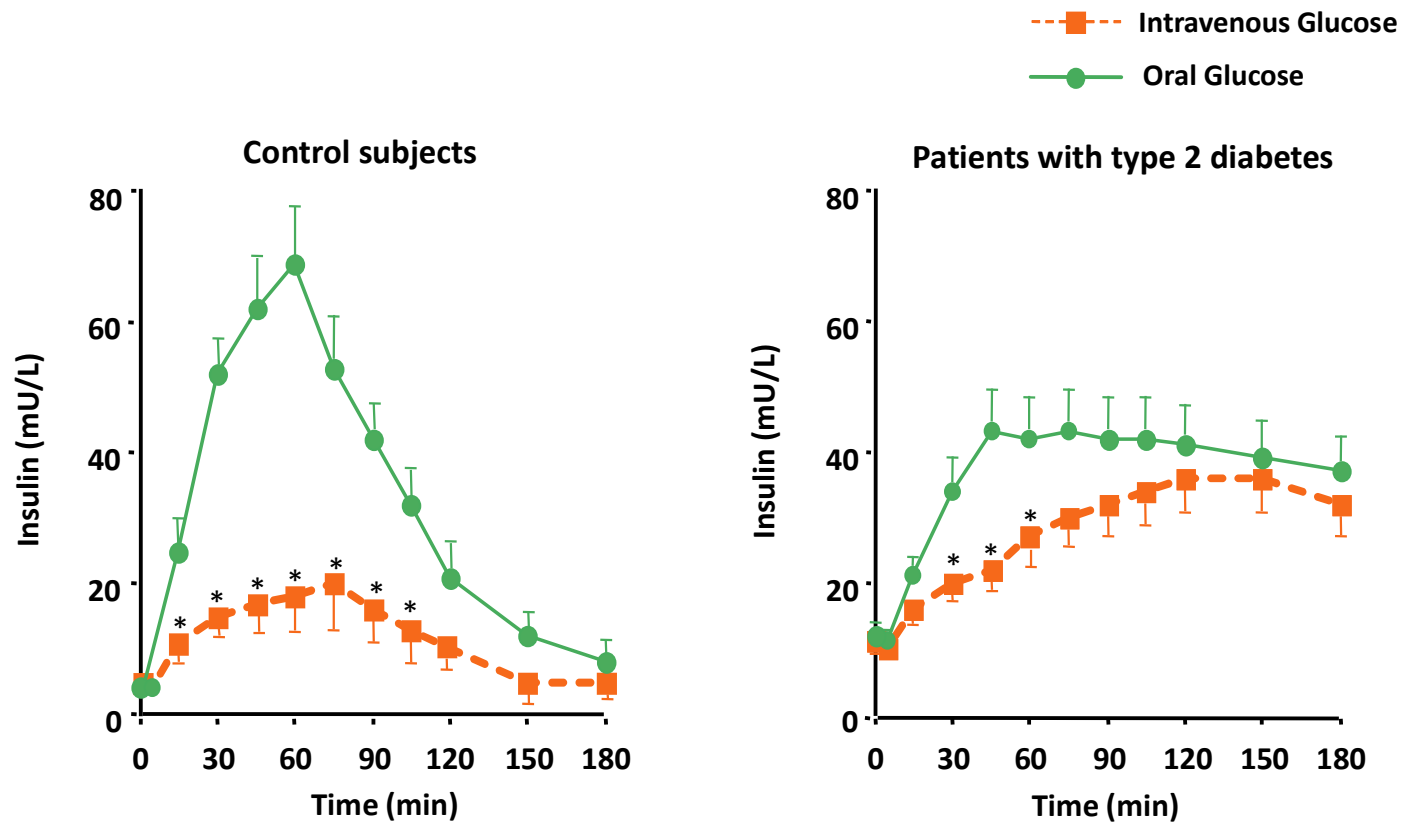 Intravenous Glucose
Oral Glucose
Control subjects
Insulin (mU/L)
80
60
40
20
0
* * * * * * *
0 30 60 90 120 150 180
Time (min)
Patients with type 2 diabetes
Insulin (mU/L)
80
60
40
20
0
* * *
0 30 60 90 120 150 180
Time (min)